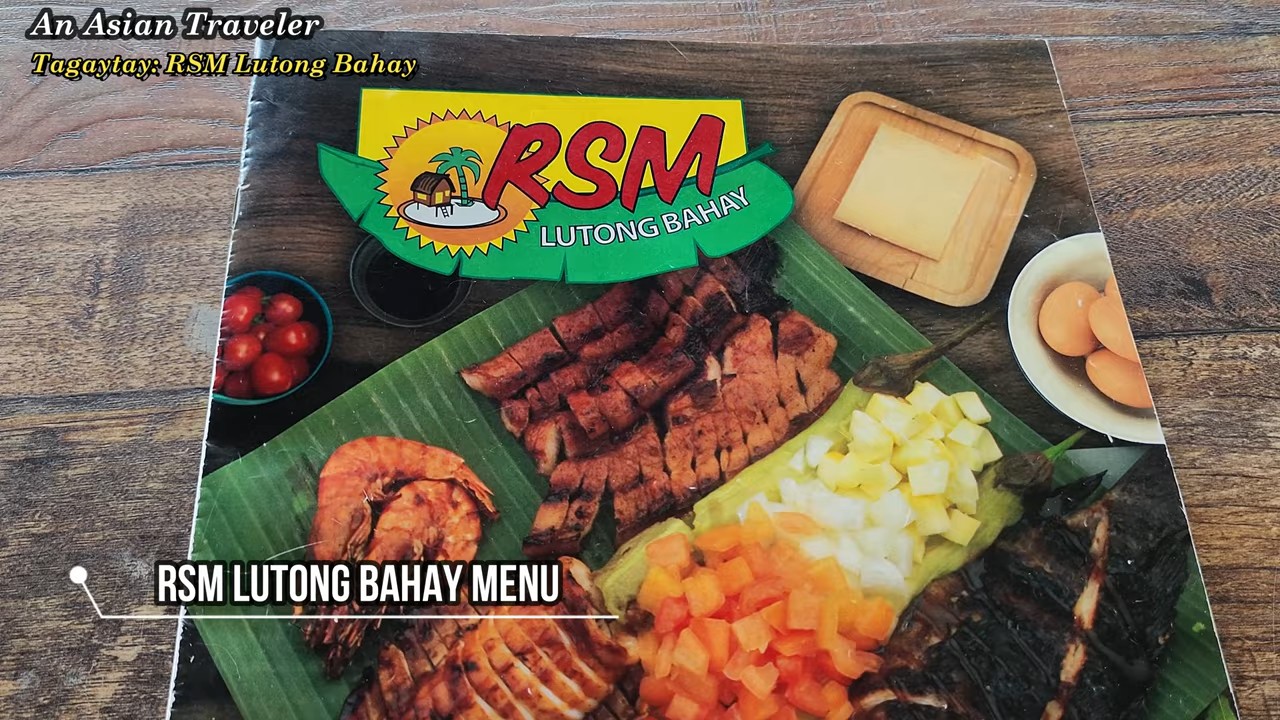 An Asian Traveler
Tagaytay: RSM Lutong Bahay
RSM
LUTONG BAHAY
RSM LUTONG BAHAY MENU